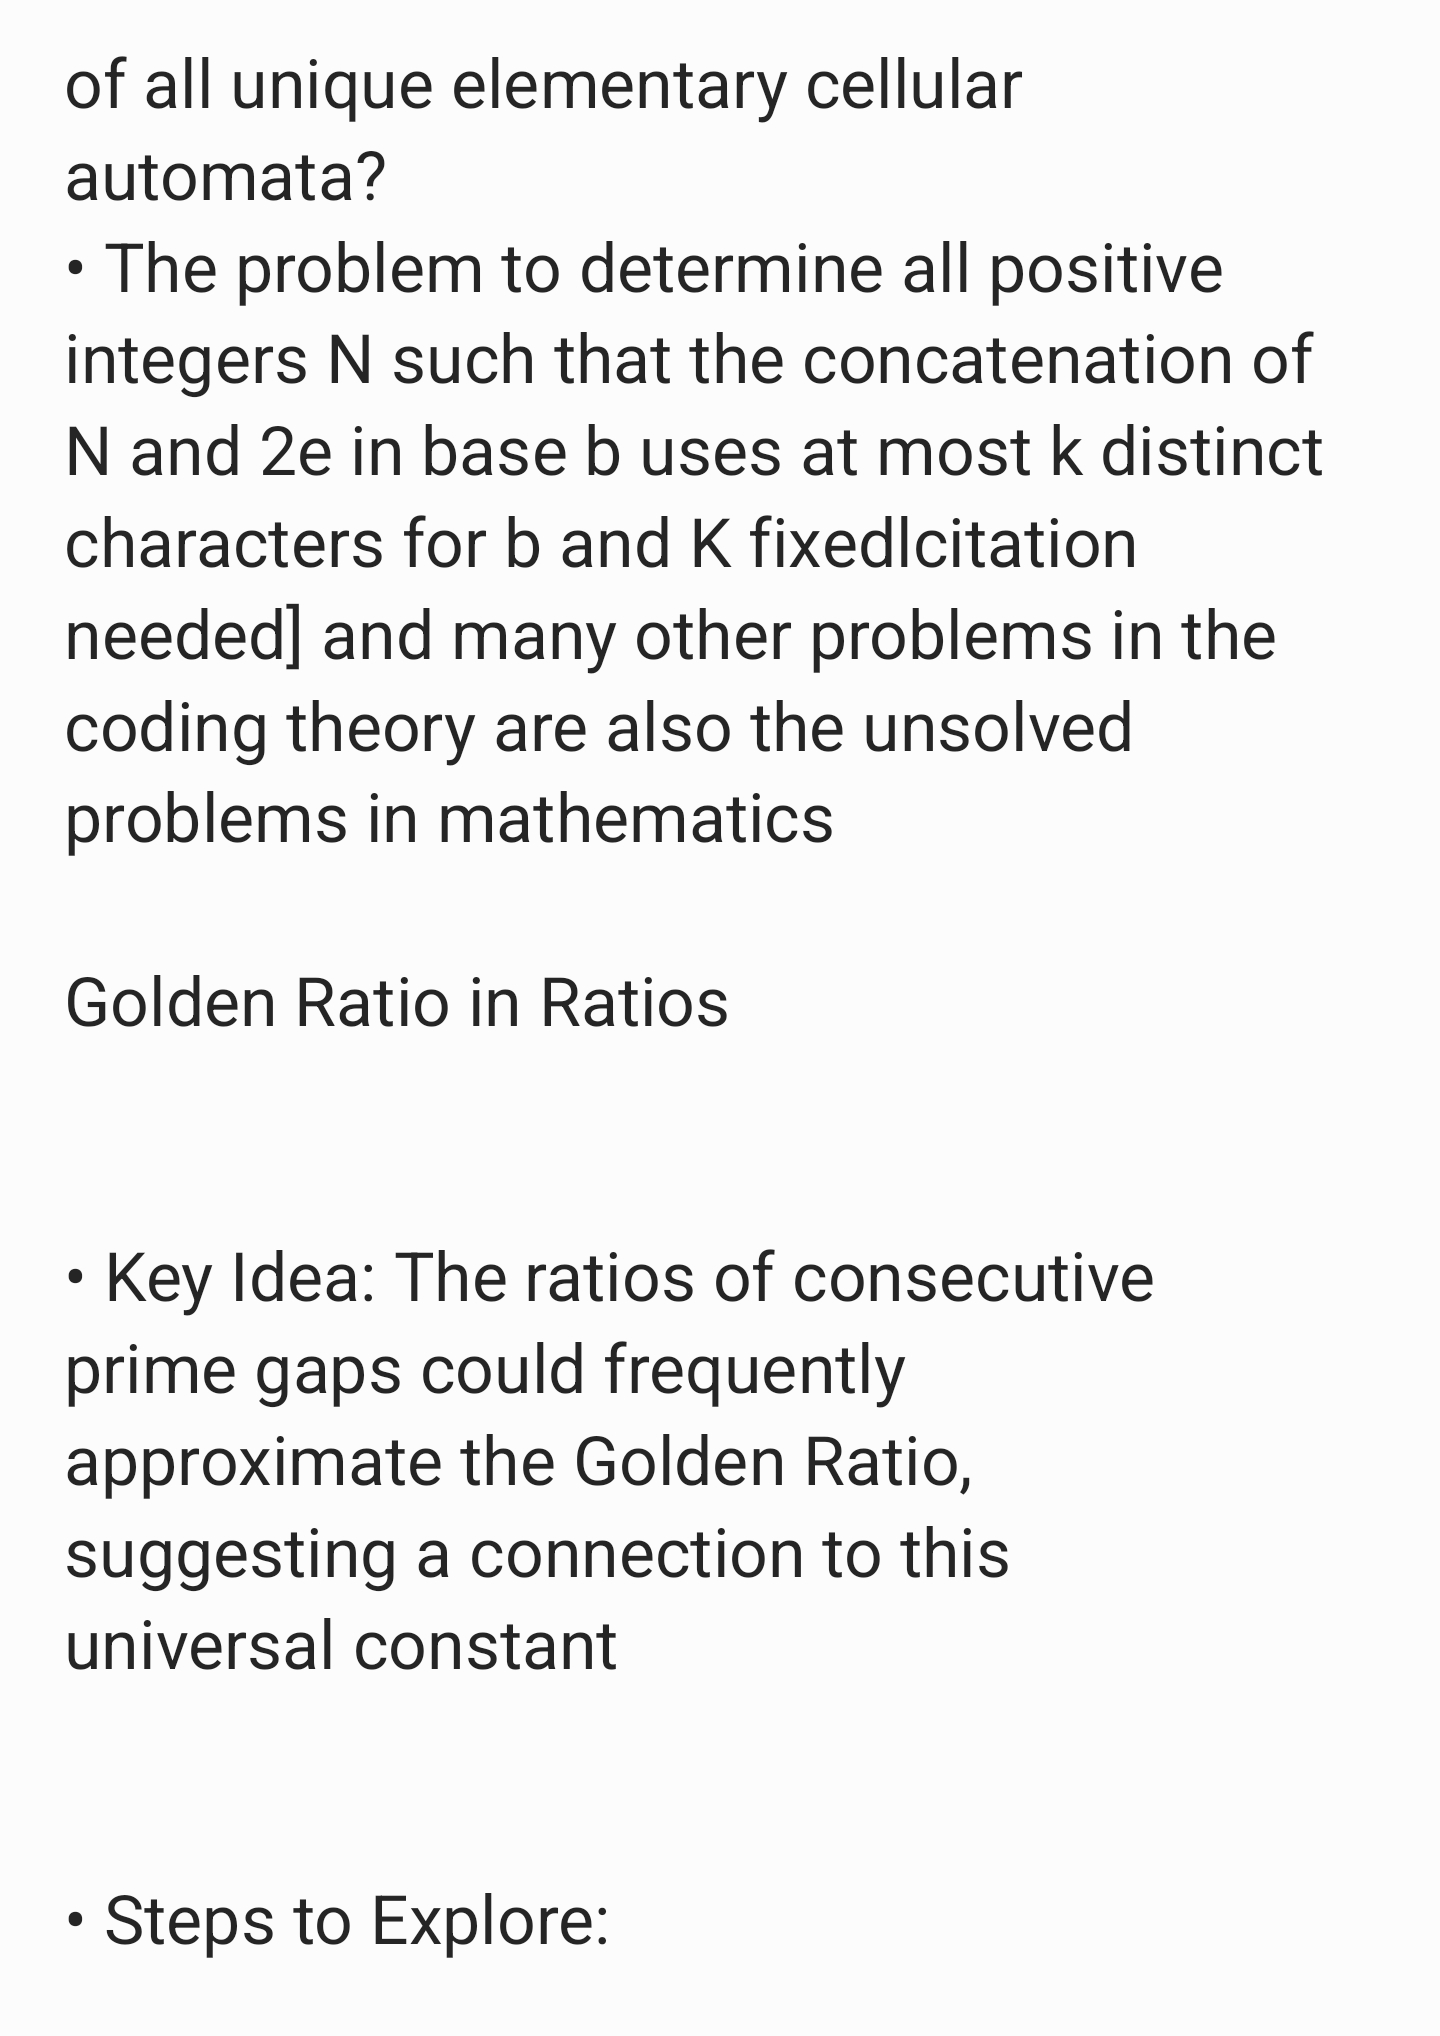 of all unique elementary cellular
automata?
• The problem to determine all positive
integers N such that the concatenation of
N and 2e in base b uses at most k distinct
characters for b and K fixedlcitation
needed] and many other problems in the
coding theory are also the unsolved
problems in mathematics
Golden Ratio in Ratios
• Key Idea: The ratios of consecutive
prime gaps could frequently
approximate the Golden Ratio,
suggesting a connection to this
universal constant
• Steps to Explore: